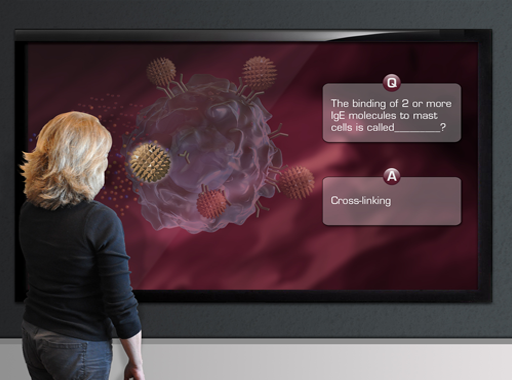 Q
The binding of 2 or more
IgE molecules to mast
cells is called________?
A
Cross-linking